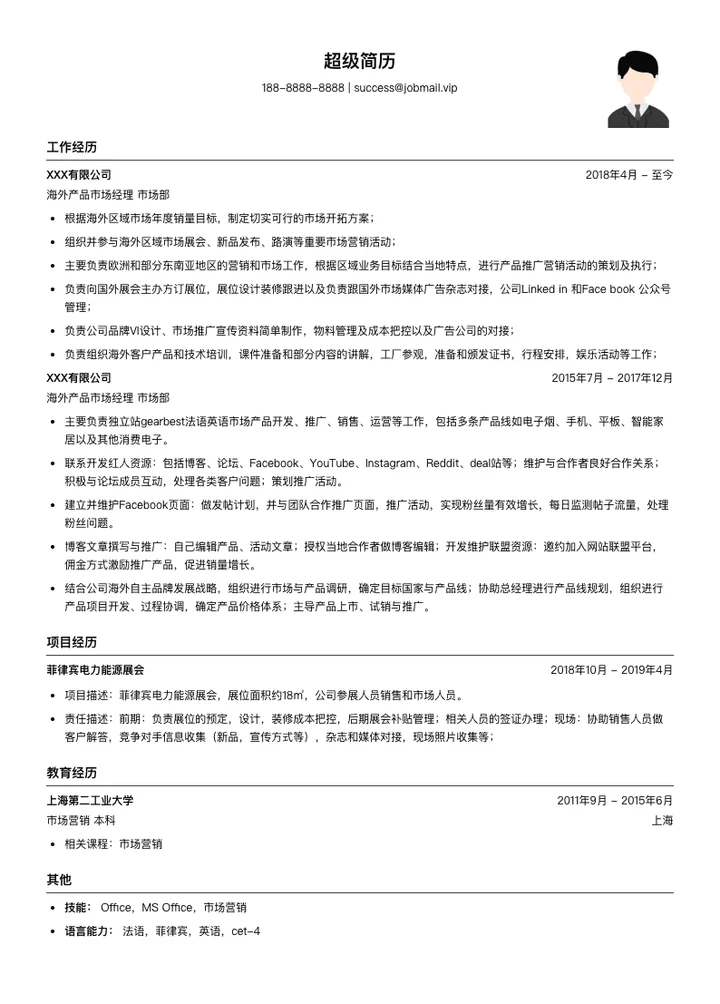 超级简历
188-8888-8888 | success@jobmail.vip
工作经历
XXX有限公司 2018年4月 - 至今
海外产品市场经理 市场部
• 根据海外区域市场年度销量目标，制定切实可行的市场开拓方案；
• 组织并参与海外区域市场展会、新品发布、路演等重要市场营销活动；
• 主要负责欧洲和部分东南亚地区的营销和市场工作，根据区域业务目标结合当地特点，进行产品推广营销活动的策划及执行；
• 负责向国外展会主办方订展位，展位设计装修跟进以及负责跟国外市场媒体广告杂志对接，公司Linked in 和Face book 公众号
管理；
• 负责公司品牌VI设计、市场推广宣传资料简单制作，物料管理及成本把控以及广告公司的对接；
• 负责组织海外客户产品和技术培训，课件准备和部分内容的讲解，工厂参观，准备和颁发证书，行程安排，娱乐活动等工作；
XXX有限公司 2015年7月 - 2017年12月
海外产品市场经理 市场部
• 主要负责独立站gearbest法语英语市场产品开发、推广、销售、运营等工作，包括多条产品线如电子烟、手机、平板、智能家
居以及其他消费电子。
• 联系开发红人资源：包括博客、论坛、Facebook、YouTube、Instagram、Reddit、deal站等；维护与合作者良好合作关系；
积极与论坛成员互动，处理各类客户问题；策划推广活动。
• 建立并维护Facebook页面：做发帖计划，并与团队合作推广页面，推广活动，实现粉丝量有效增长，每日监测帖子流量，处理
粉丝问题。
• 博客文章撰写与推广：自己编辑产品、活动文章；授权当地合作者做博客编辑；开发维护联盟资源：邀约加入网站联盟平台，
佣金方式激励推广产品，促进销量增长。
• 结合公司海外自主品牌发展战略，组织进行市场与产品调研，确定目标国家与产品线；协助总经理进行产品线规划，组织进行
产品项目开发、过程协调，确定产品价格体系；主导产品上市、试销与推广。
项目经历
菲律宾电力能源展会 2018年10月 - 2019年4月
• 项目描述：菲律宾电力能源展会，展位面积约18㎡，公司参展人员销售和市场人员。
• 责任描述：前期：负责展位的预定，设计，装修成本把控，后期展会补贴管理；相关人员的签证办理；现场：协助销售人员做
客户解答，竞争对手信息收集（新品，宣传方式等），杂志和媒体对接，现场照片收集等；
教育经历
上海第二工业大学 2011年9月 - 2015年6月
市场营销 本科 上海
• 相关课程：市场营销
其他
• 技能： Office，MS Office，市场营销
• 语言能力： 法语，菲律宾，英语，cet-4